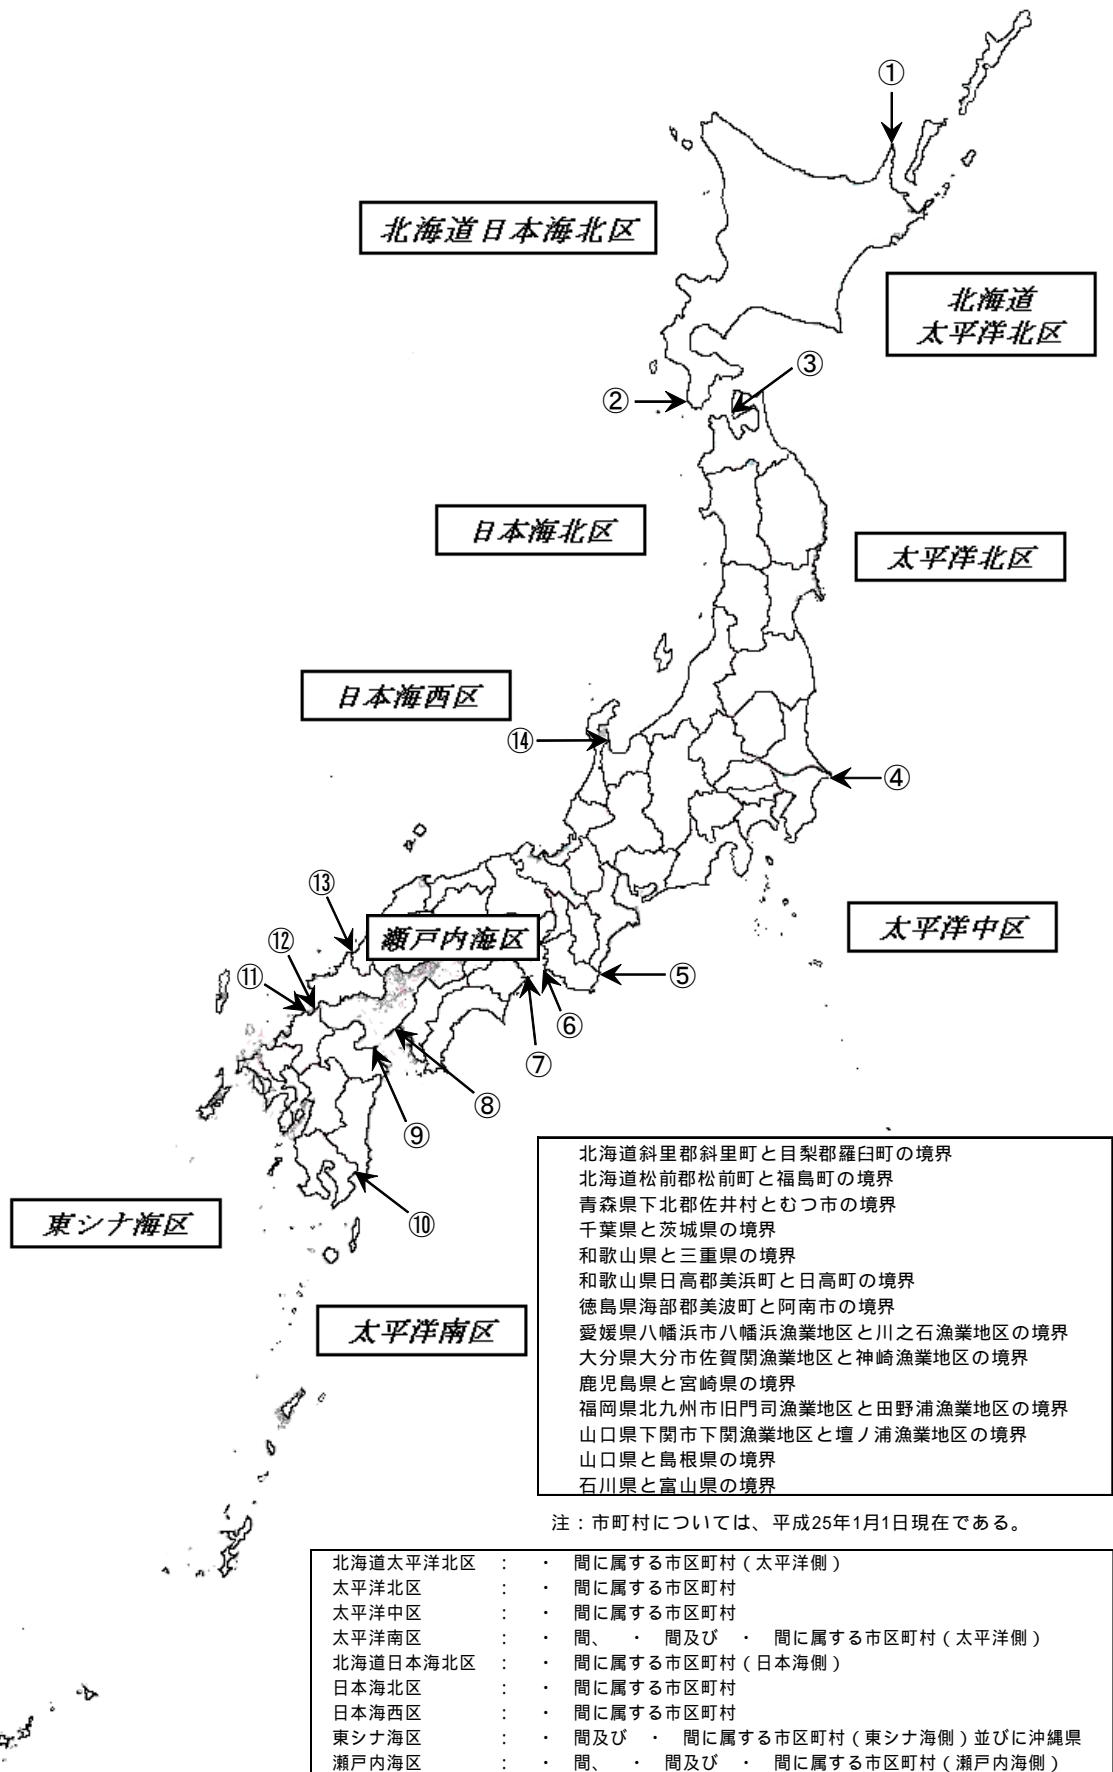 ①
北海道日本海北区
北海道
太平洋北区
③
②
日本海北区
太平洋北区
日本海西区
⑭
④
⑬
瀬戸内海区
太平洋中区
⑫
⑪
⑤
⑥
⑦
⑧
⑨
東シナ海区
⑩
太平洋南区
北海道斜里郡斜里町と目梨郡羅臼町の境界
北海道松前郡松前町と福島町の境界
青森県下北郡佐井村とむつ市の境界
千葉県と茨城県の境界
和歌山県と三重県の境界
和歌山県日高郡美浜町と日高町の境界
徳島県海部郡美波町と阿南市の境界
愛媛県八幡浜市八幡浜漁業地区と川之石漁業地区の境界
大分県大分市佐賀関漁業地区と神崎漁業地区の境界
鹿児島県と宮崎県の境界
福岡県北九州市旧門司漁業地区と田野浦漁業地区の境界
山口県下関市下関漁業地区と壇ノ浦漁業地区の境界
山口県と島根県の境界
石川県と富山県の境界
注：市町村については、平成25年1月1日現在である。
北海道太平洋北区 ： ・ 間に属する市区町村（太平洋側）
太平洋北区 ： ・ 間に属する市区町村
太平洋中区 ： ・ 間に属する市区町村
太平洋南区 ： ・ 間、 ・ 間及び ・ 間に属する市区町村（太平洋側）
北海道日本海北区 ： ・ 間に属する市区町村（日本海側）
日本海北区 ： ・ 間に属する市区町村
日本海西区 ： ・ 間に属する市区町村
東シナ海区 ： ・ 間及び ・ 間に属する市区町村（東シナ海側）並びに沖縄県
瀬戸内海区 ： ・ 間、 ・ 間及び ・ 間に属する市区町村（瀬戸内海側）